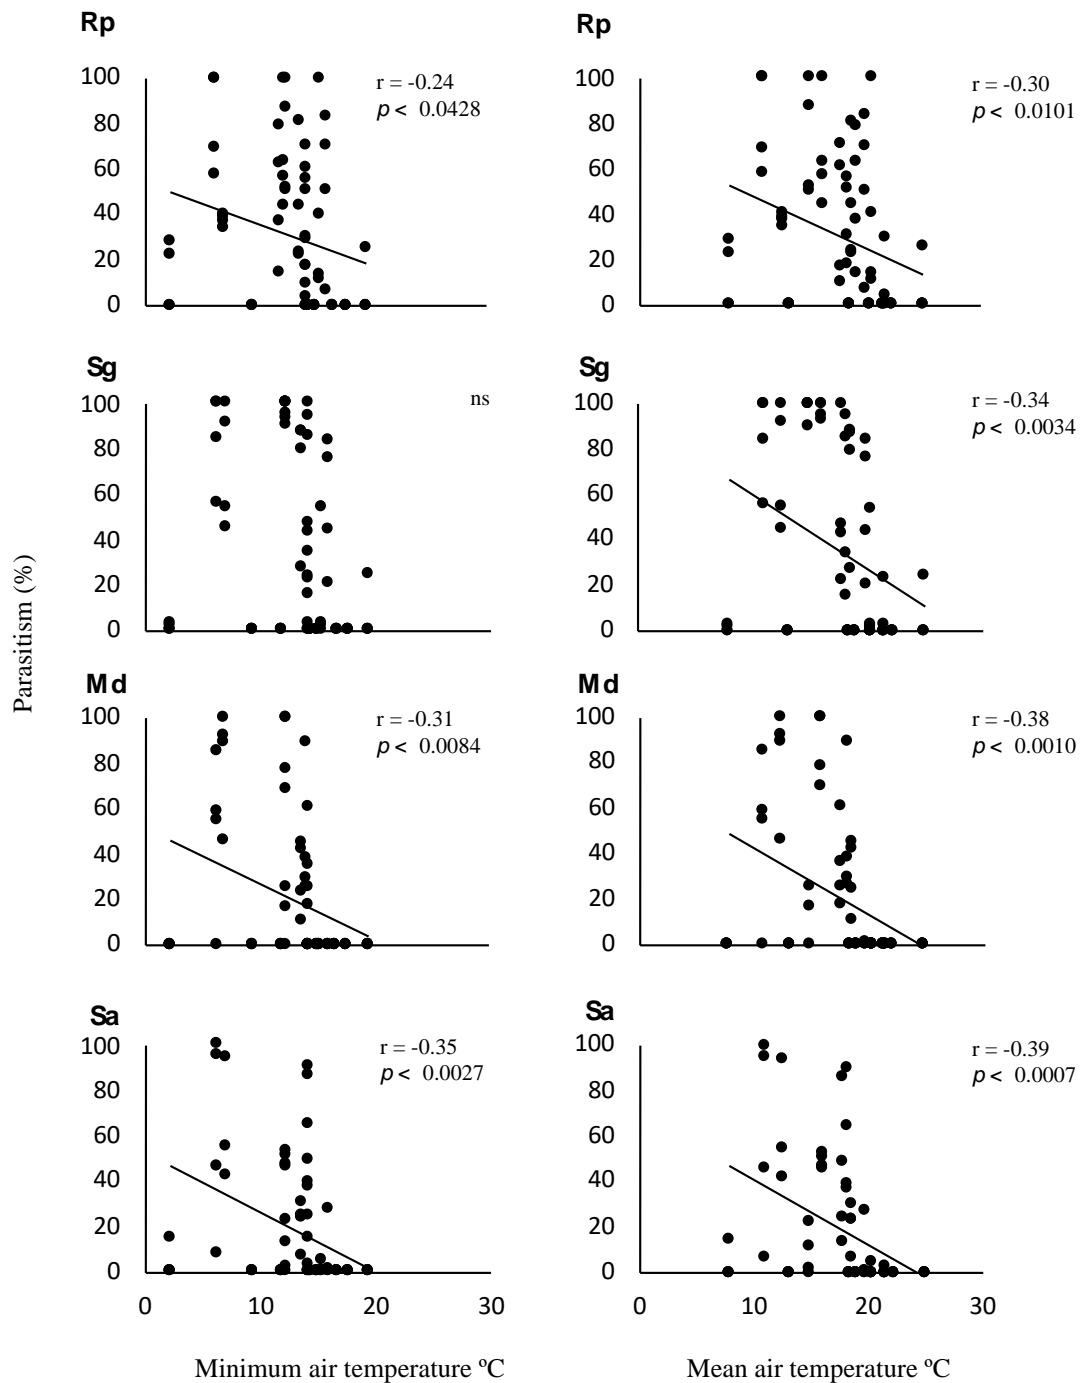 Rp
r = -0.24
p < 0.0428
100
80
60
40
20
0
Rp
r = -0.30
p < 0.0101
100
80
60
40
20
0
Sg
ns
100
80
60
40
20
0
Sg
r = -0.34
p < 0.0034
100
80
60
40
20
0
Parasitism (%)
Md
r = -0.31
p < 0.0084
100
80
60
40
20
0
Md
r = -0.38
p < 0.0010
100
80
60
40
20
0
Sa
r = -0.35
p < 0.0027
100
80
60
40
20
0
0 10 20 30
Minimum air temperature ºC
Sa
r = -0.39
p < 0.0007
100
80
60
40
20
0
0 10 20 30
Mean air temperature ºC